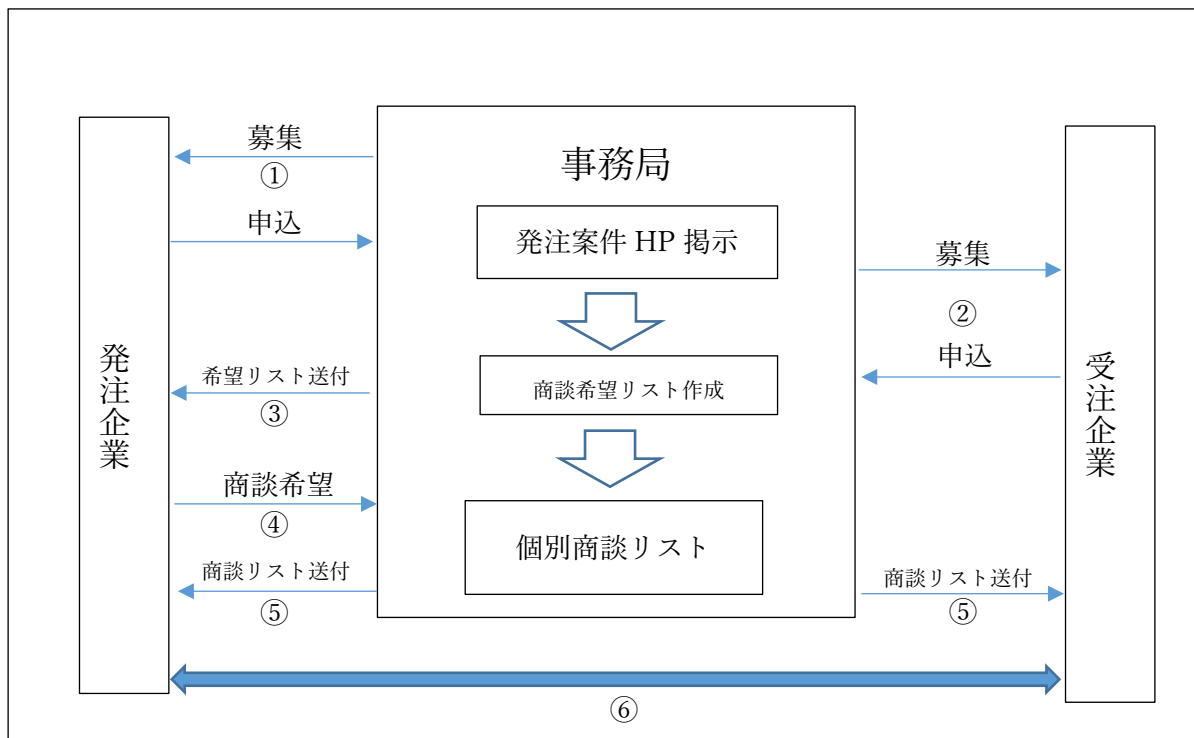 募集
①
申込
事務局
発注案件 HP 掲示
募集
②
申込
発注企業
希望リスト送付
③
商談希望リスト作成
受注企業
商談希望
④
個別商談リスト
商談リスト送付
⑤
商談リスト送付
⑤
⑥